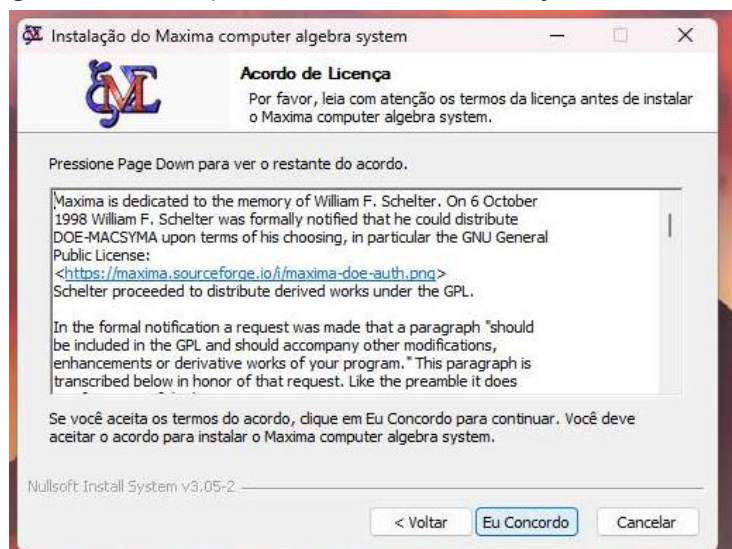 Instalação do Maxima computer algebra system
Acordo de Licença
Por favor, leia com atenção os termos da licença antes de instalar
o Maxima computer algebra system.
Pressione Page Down para ver o restante do acordo.
Maxima is dedicated to the memory of William F. Schelter. On 6 October
1998 William F. Schelter was formally notified that he could distribute
DOE-MACSYMA upon terms of his choosing, in particular the GNU General
Public License:
<https://maxima.sourceforge.io/i/maxima-doe-auth.png>
Schelter proceeded to distribute derived works under the GPL.
In the formal notification a request was made that a paragraph "should
be included in the GPL and should accompany other modifications,
enhancements or derivative works of your program." This paragraph is
transcribed below in honor of that request. Like the preamble it does
Se você aceita os termos do acordo, clique em Eu Concordo para continuar. Você deve
aceitar o acordo para instalar o Maxima computer algebra system.
Nullsoft Install System v3.05-2
< Voltar
Eu Concordo
Cancelar